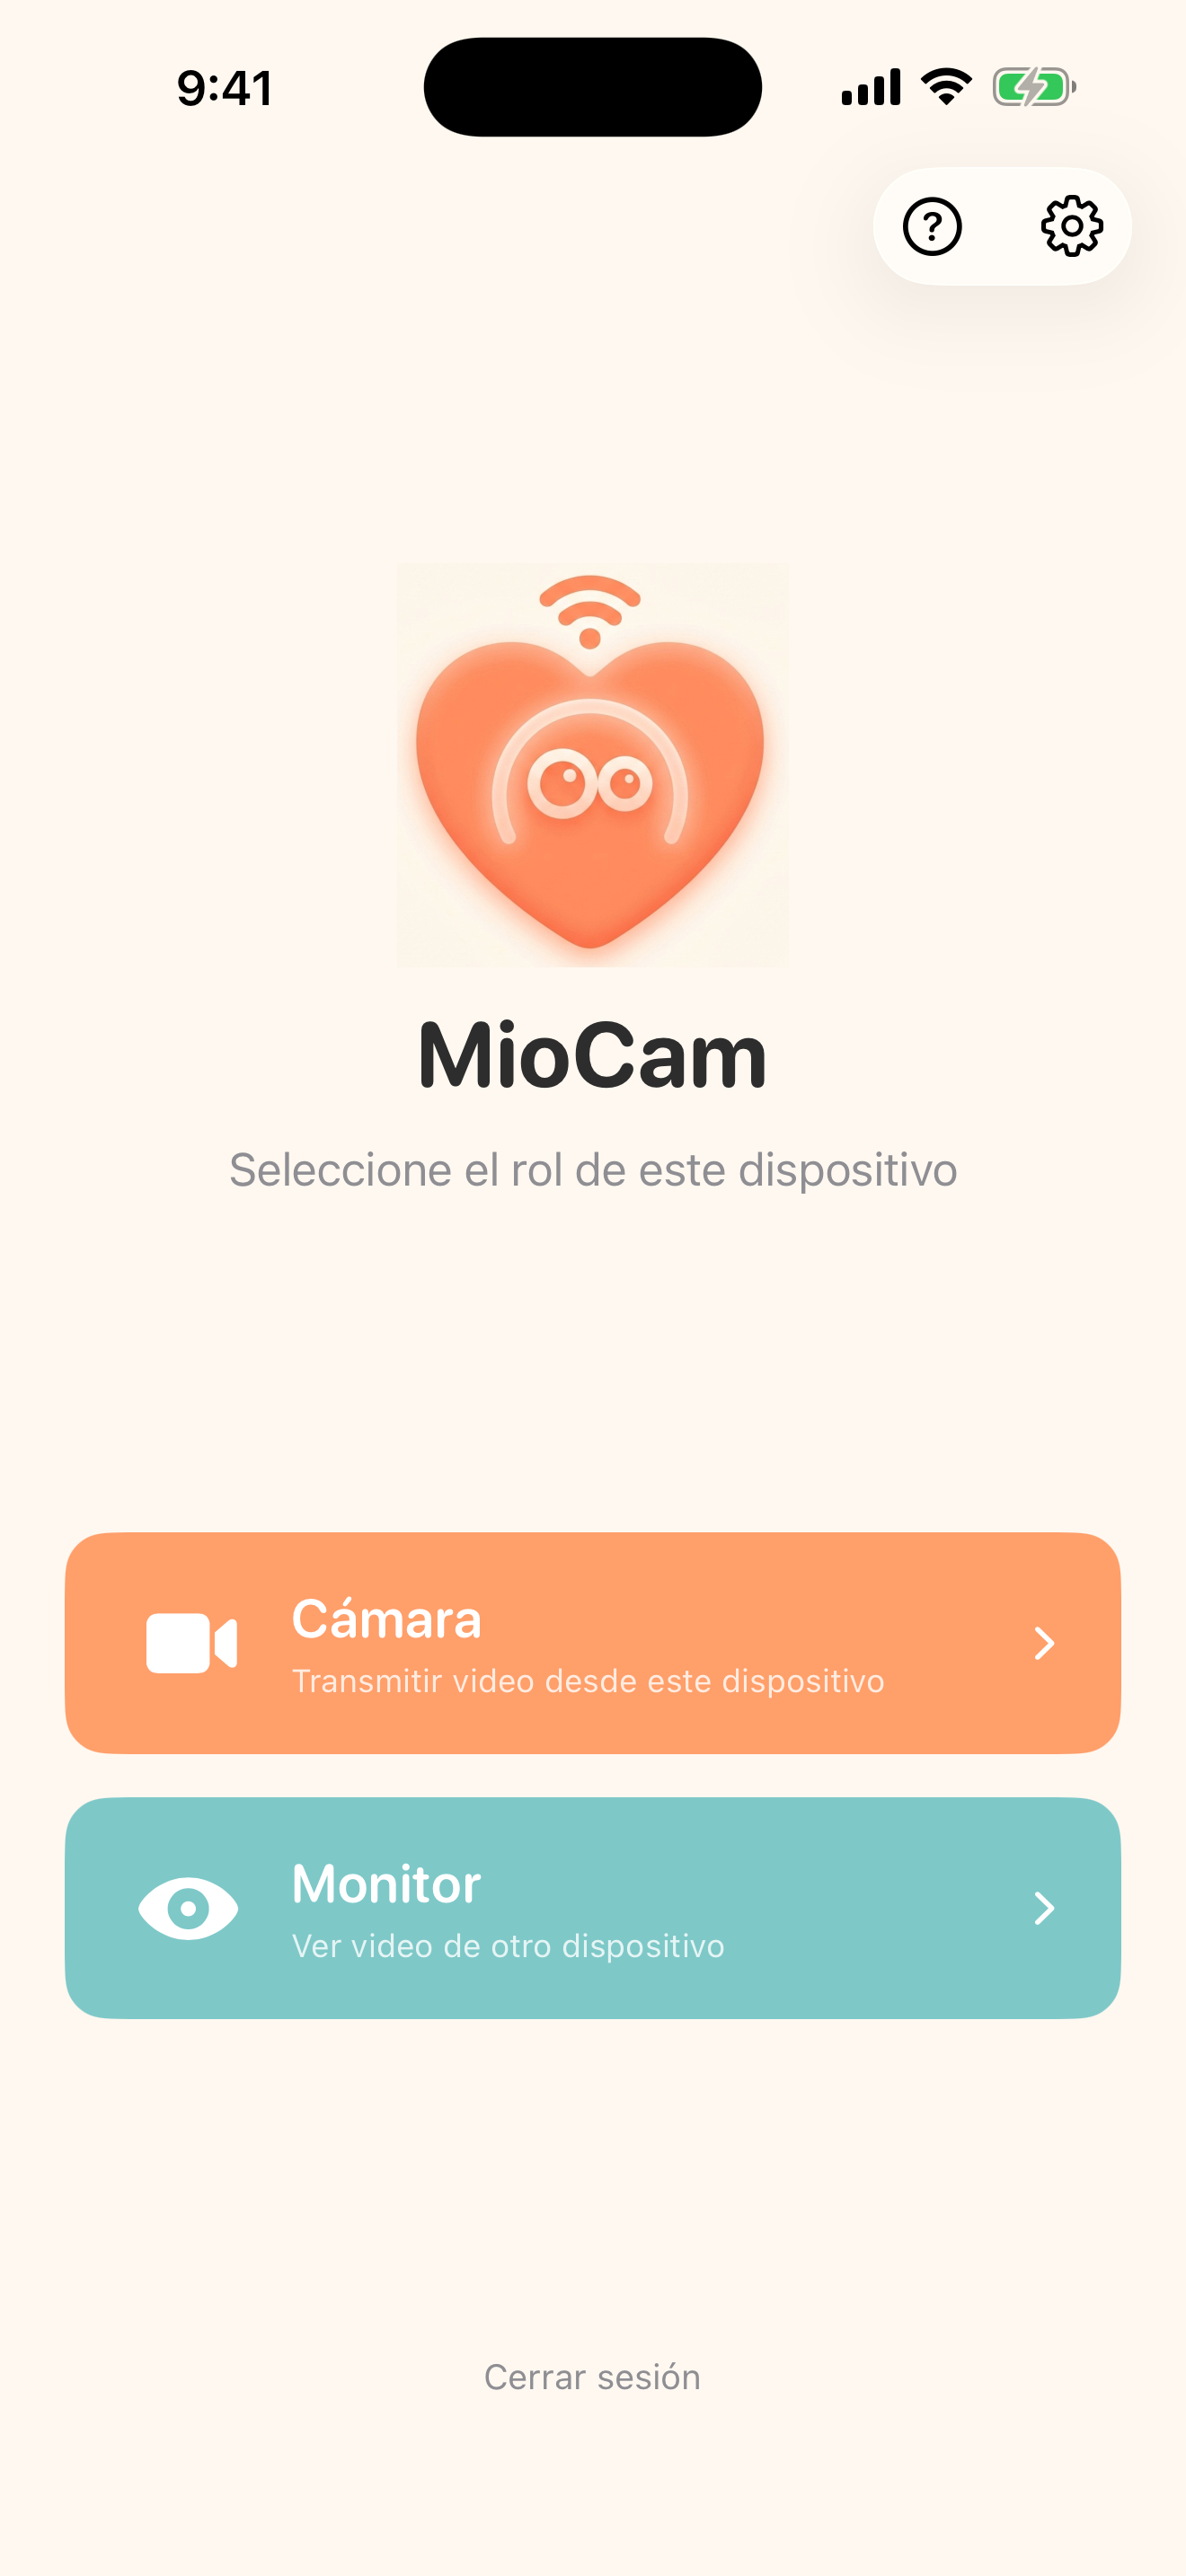 9:41
MioCam
Seleccione el rol de este dispositivo
Cámara
Transmitir video desde este dispositivo
Monitor
Ver video de otro dispositivo
Cerrar sesión